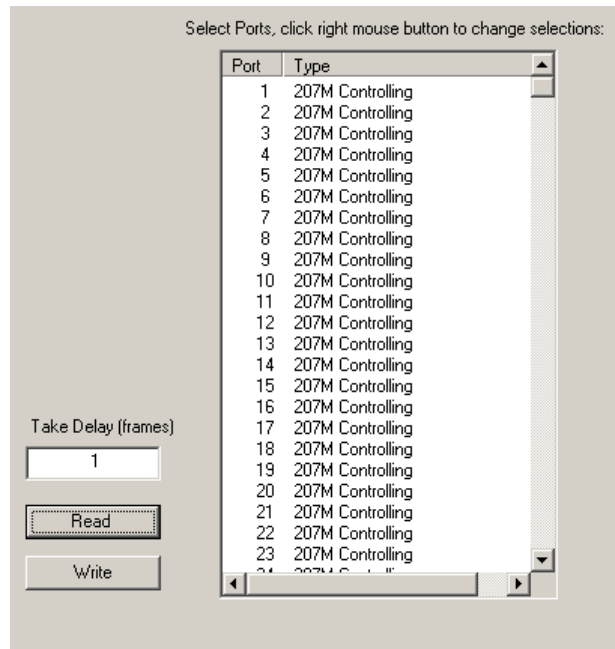 Select Ports, click right mouse button to change selections:
Port Type
1 207M Controlling
2 207M Controlling
3 207M Controlling
4 207M Controlling
5 207M Controlling
6 207M Controlling
7 207M Controlling
8 207M Controlling
9 207M Controlling
10 207M Controlling
11 207M Controlling
12 207M Controlling
13 207M Controlling
14 207M Controlling
15 207M Controlling
16 207M Controlling
17 207M Controlling
18 207M Controlling
19 207M Controlling
20 207M Controlling
21 207M Controlling
22 207M Controlling
23 207M Controlling
Take Delay (frames)
1
Read
Write